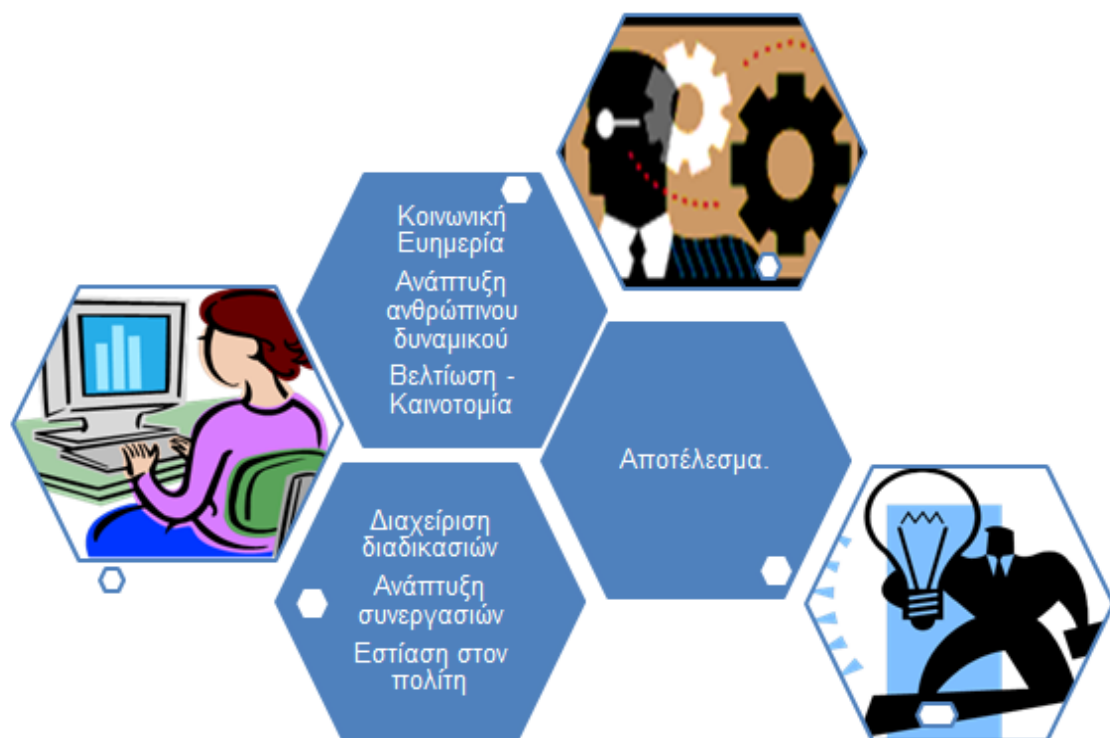 Κοινωνική
Ευημερία
Ανάπτυξη
ανθρώπινου
δυναμικού
Βελτίωση -
Καινοτομία
Αποτέλεσμα.
Διαχείριση
διαδικασιών
Ανάπτυξη
συνεργασιών
Εστίαση στον
πολίτη